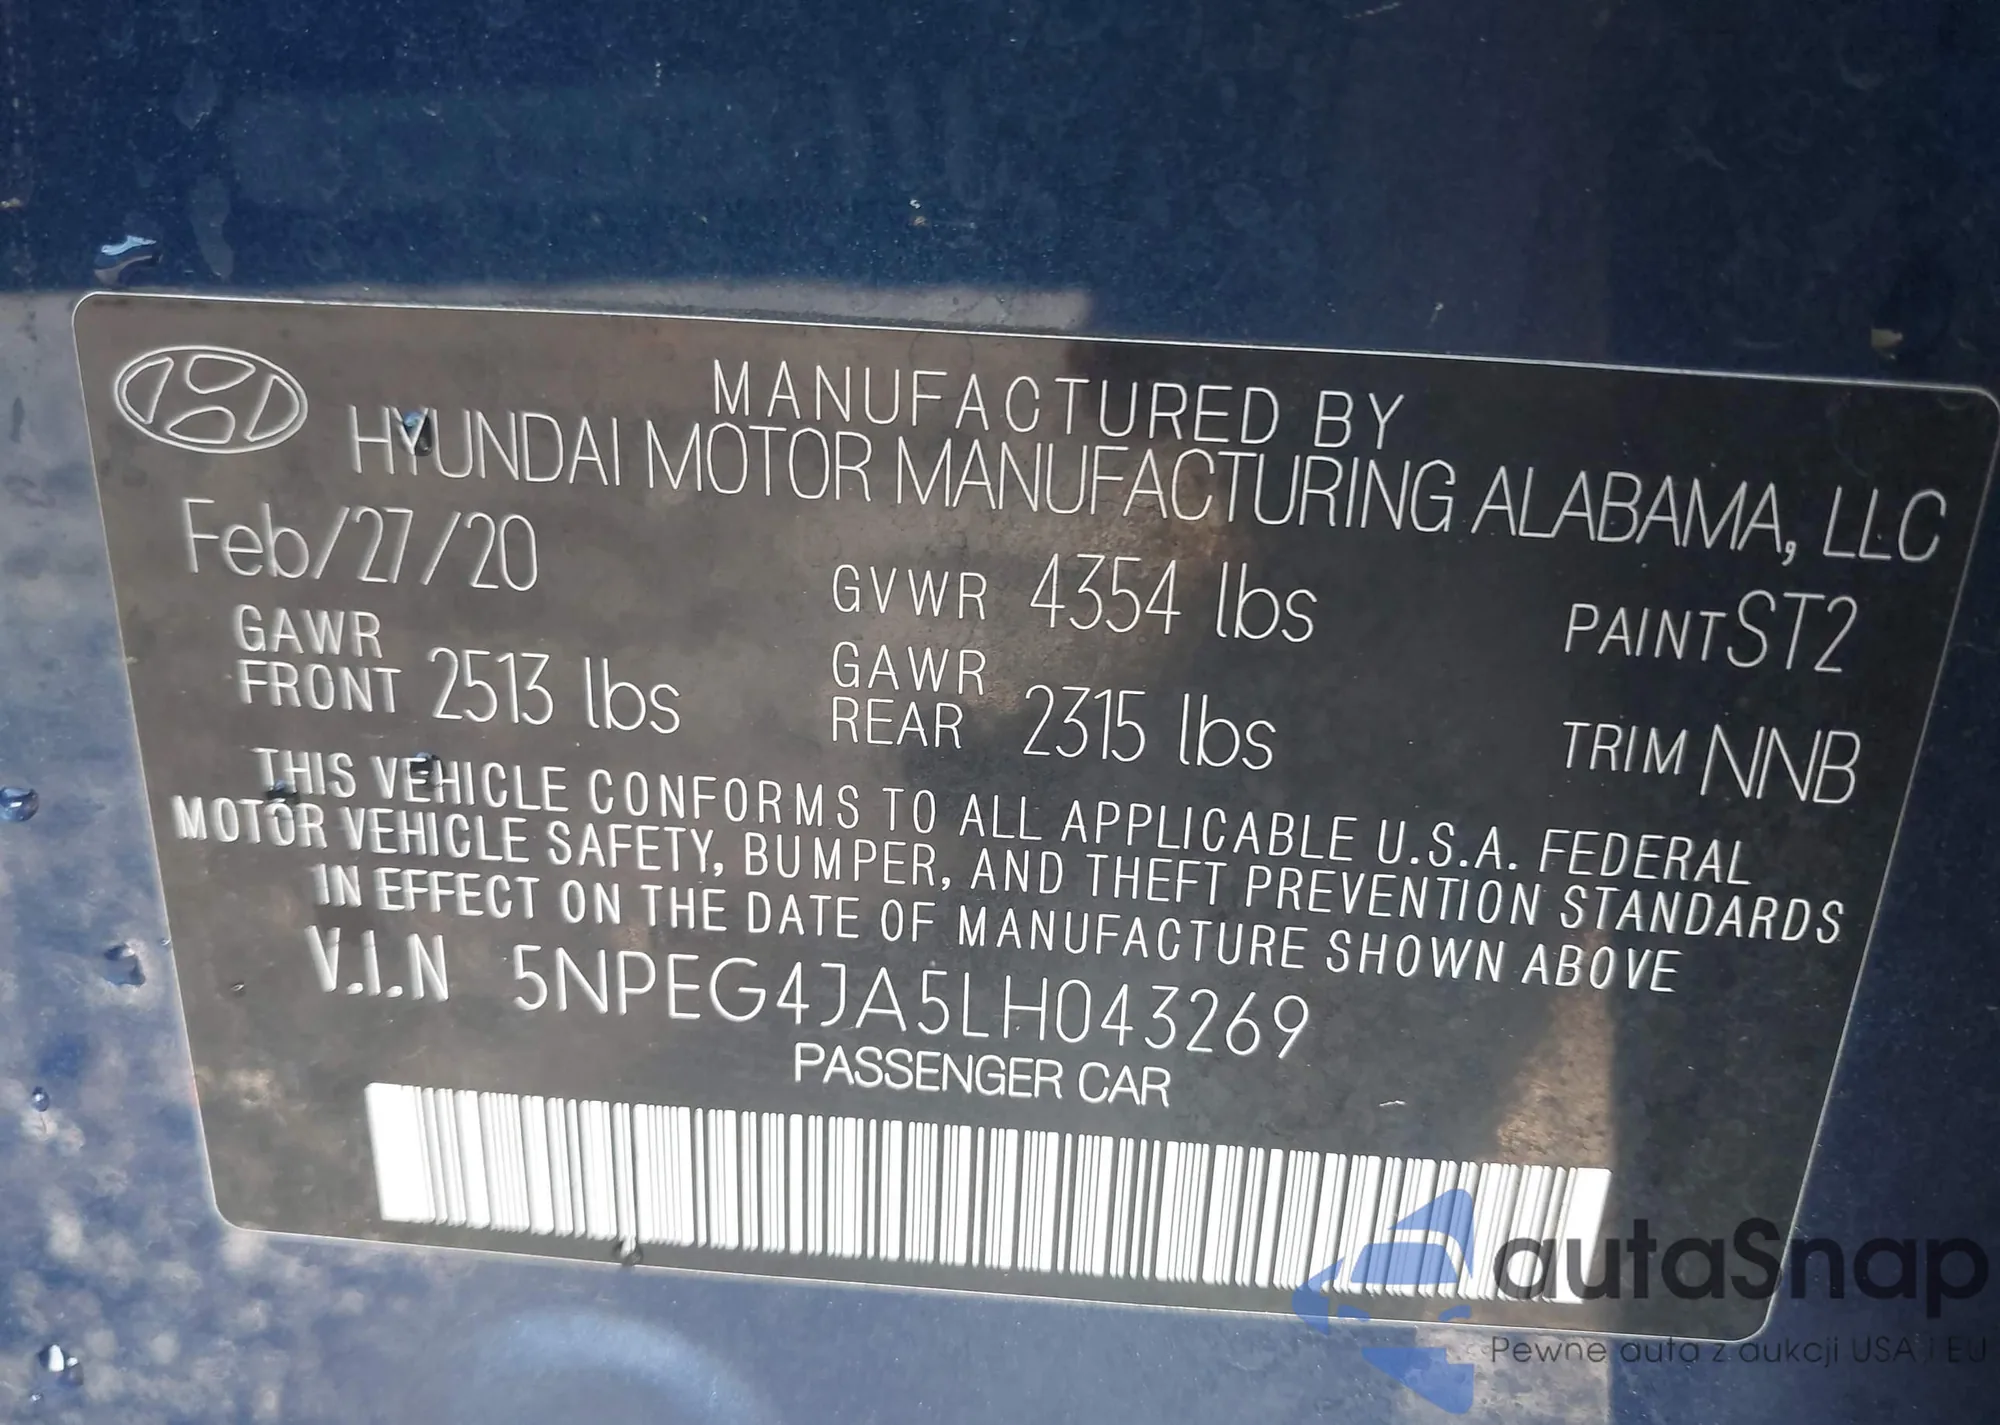 MANUFACTURED BY
HYUNDAI MOTOR MANUFACTURING ALABAMA, LLC
Feb/27/20
GVWR 4354 lbs
PAINT ST2
GAWR
FRONT 2513 lbs
GAWR
REAR 2315 lbs
TRIM NNB
THIS VEHICLE CONFORMS TO ALL APPLICABLE U.S.A. FEDERAL
MOTOR VEHICLE SAFETY, BUMPER, AND THEFT PREVENTION STANDARDS
IN EFFECT ON THE DATE OF MANUFACTURE SHOWN ABOVE
V.I.N 5NPEG4JA5LH043269
PASSENGER CAR
autaSnap
Pewne auta z aukcji USA i EU